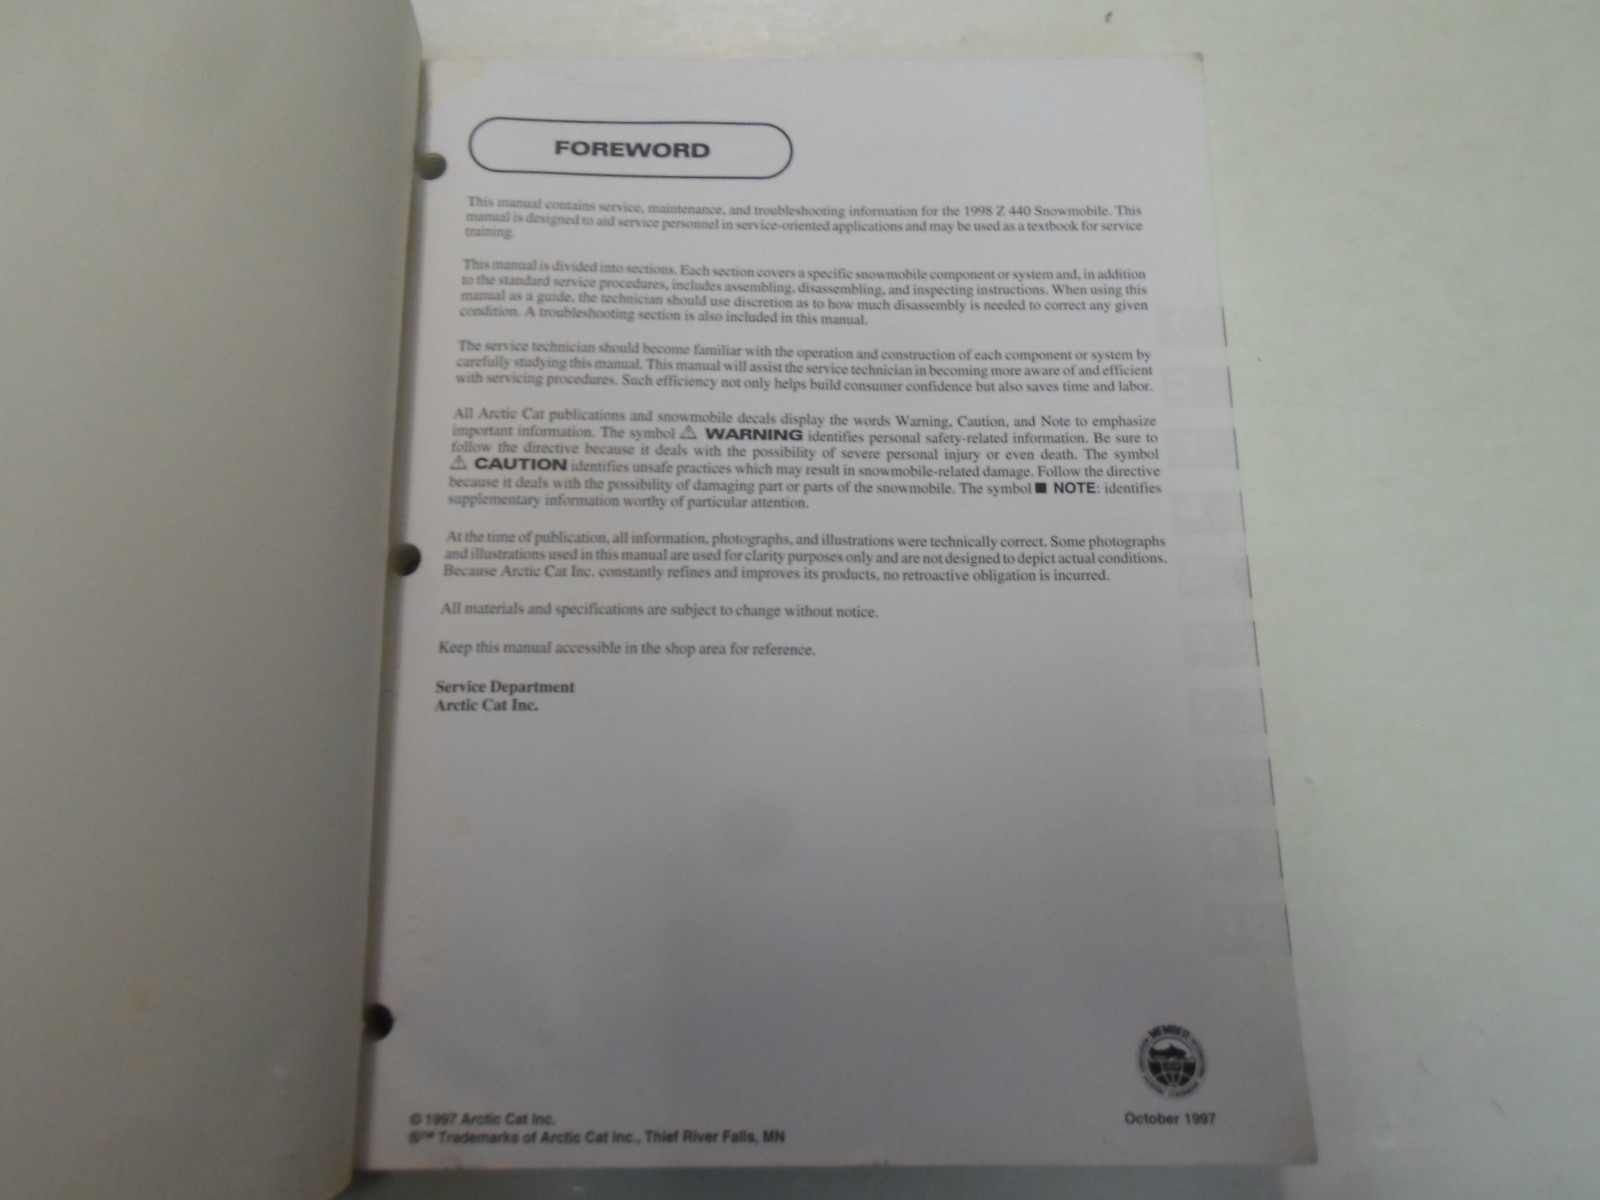 FOREWORD
This manual contains service, maintenance, and troubleshooting information for the 1998 Z 440 Snowmobile. This
manual is designed to aid service personnel in service-oriented applications and may be used as a textbook for service
training.
This manual is divided into sections. Each section covers a specific snowmobile component or system and, in addition
to the standard service procedures, includes assembling, disassembling, and inspecting instructions. When using this
manual as a guide, the technician should use discretion as to how much disassembly is needed to correct any given
condition. A troubleshooting section is also included in this manual.
The service technician should become familiar with the operation and construction of each component or system by
carefully studying this manual. This manual will assist the service technician in becoming more aware of and efficient
with servicing procedures. Such efficiency not only helps build consumer confidence but also saves time and labor.
All Arctic Cat publications and snowmobile decals display the words Warning, Caution, and Note to emphasize
important information. The symbol ⚠ WARNING identifies personal safety-related information. Be sure to
follow the directive because it deals with the possibility of severe personal injury or even death. The symbol
⚠ CAUTION identifies unsafe practices which may result in snowmobile-related damage. Follow the directive
because it deals with the possibility of damaging part or parts of the snowmobile. The symbol ■ NOTE: identifies
supplementary information worthy of particular attention.
At the time of publication, all information, photographs, and illustrations were technically correct. Some photographs
and illustrations used in this manual are used for clarity purposes only and are not designed to depict actual conditions.
Because Arctic Cat Inc. constantly refines and improves its products, no retroactive obligation is incurred.
All materials and specifications are subject to change without notice.
Keep this manual accessible in the shop area for reference.
Service Department
Arctic Cat Inc.
MEMBER
© 1997 Arctic Cat Inc.
®™ Trademarks of Arctic Cat Inc., Thief River Falls, MN
October 1997